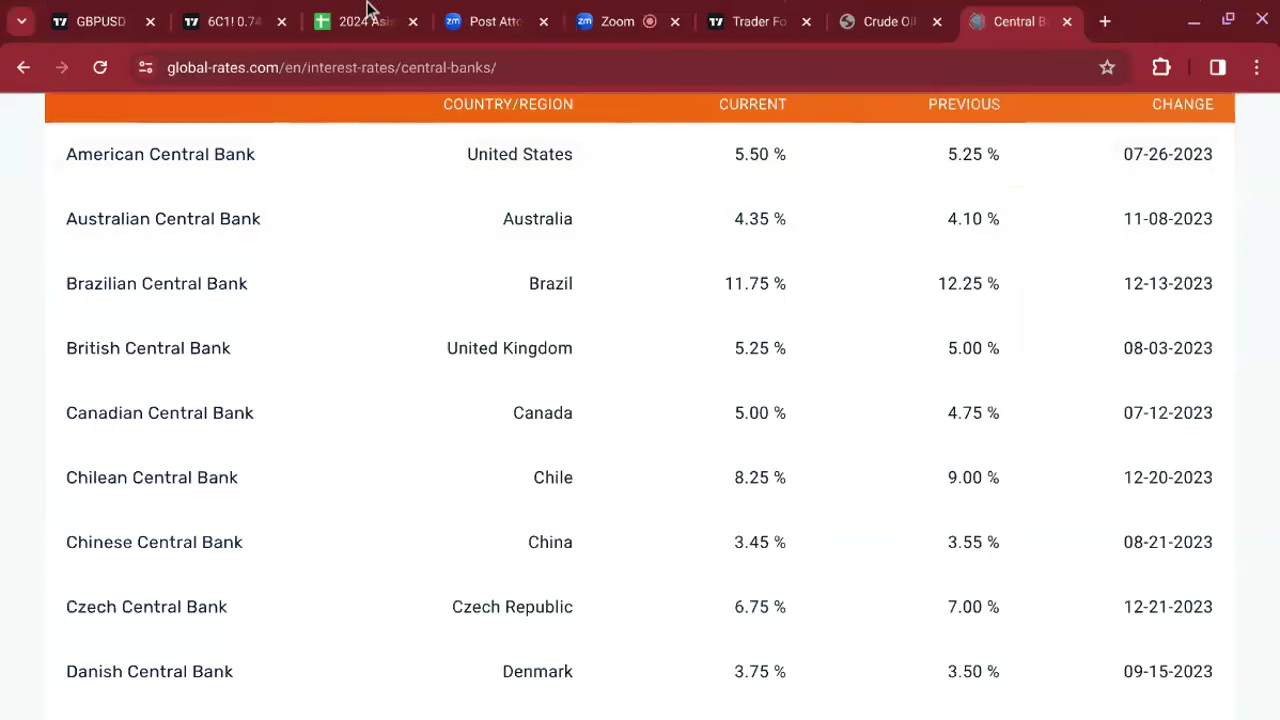 GBPUSD
6C1! 0.74
2024 Asi
Post Atte
Zoom
Trader Fo
Crude Oil
Central B
global-rates.com/en/interest-rates/central-banks/
COUNTRY/REGION CURRENT PREVIOUS CHANGE
American Central Bank United States 5.50 % 5.25 % 07-26-2023
Australian Central Bank Australia 4.35 % 4.10 % 11-08-2023
Brazilian Central Bank Brazil 11.75 % 12.25 % 12-13-2023
British Central Bank United Kingdom 5.25 % 5.00 % 08-03-2023
Canadian Central Bank Canada 5.00 % 4.75 % 07-12-2023
Chilean Central Bank Chile 8.25 % 9.00 % 12-20-2023
Chinese Central Bank China 3.45 % 3.55 % 08-21-2023
Czech Central Bank Czech Republic 6.75 % 7.00 % 12-21-2023
Danish Central Bank Denmark 3.75 % 3.50 % 09-15-2023